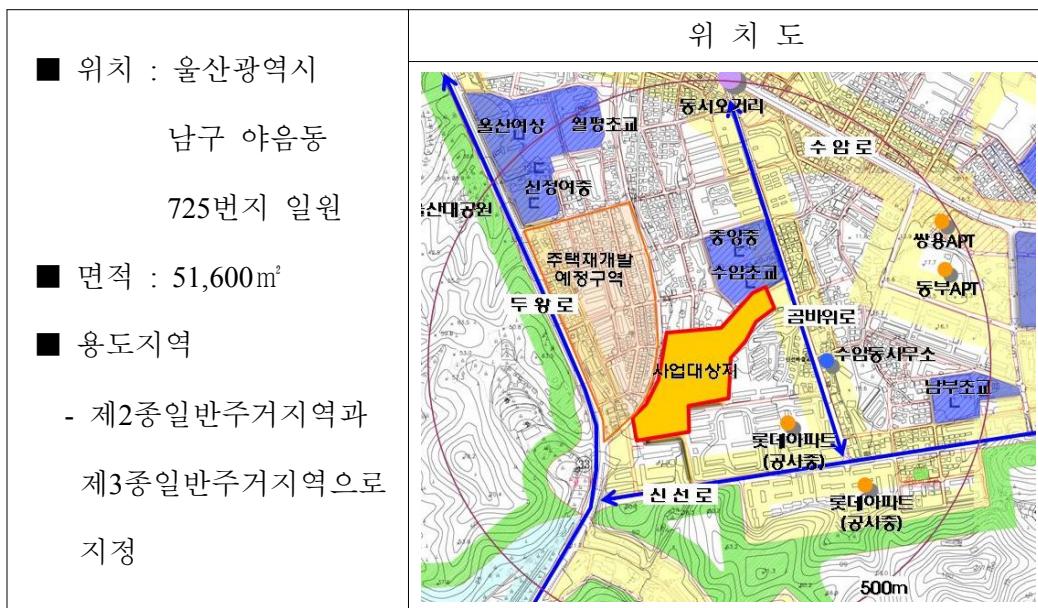 ■ 위치 : 울산광역시
남구 야음동
725번지 일원
■ 면적 : 51,600㎡
■ 용도지역
- 제2종일반주거지역과
제3종일반주거지역으로
지정
위 치 도
동서오거리
울산여상
월평초교
수암로
신정여중
울산대공원
중앙중
쌍용APT
주택재개발
예정구역
수암초교
동부APT
두왕로
곰바위로
사업대상지
수암동사무소
남부초교
롯데아파트
(공사중)
신선로
롯데아파트
(공사중)
500m